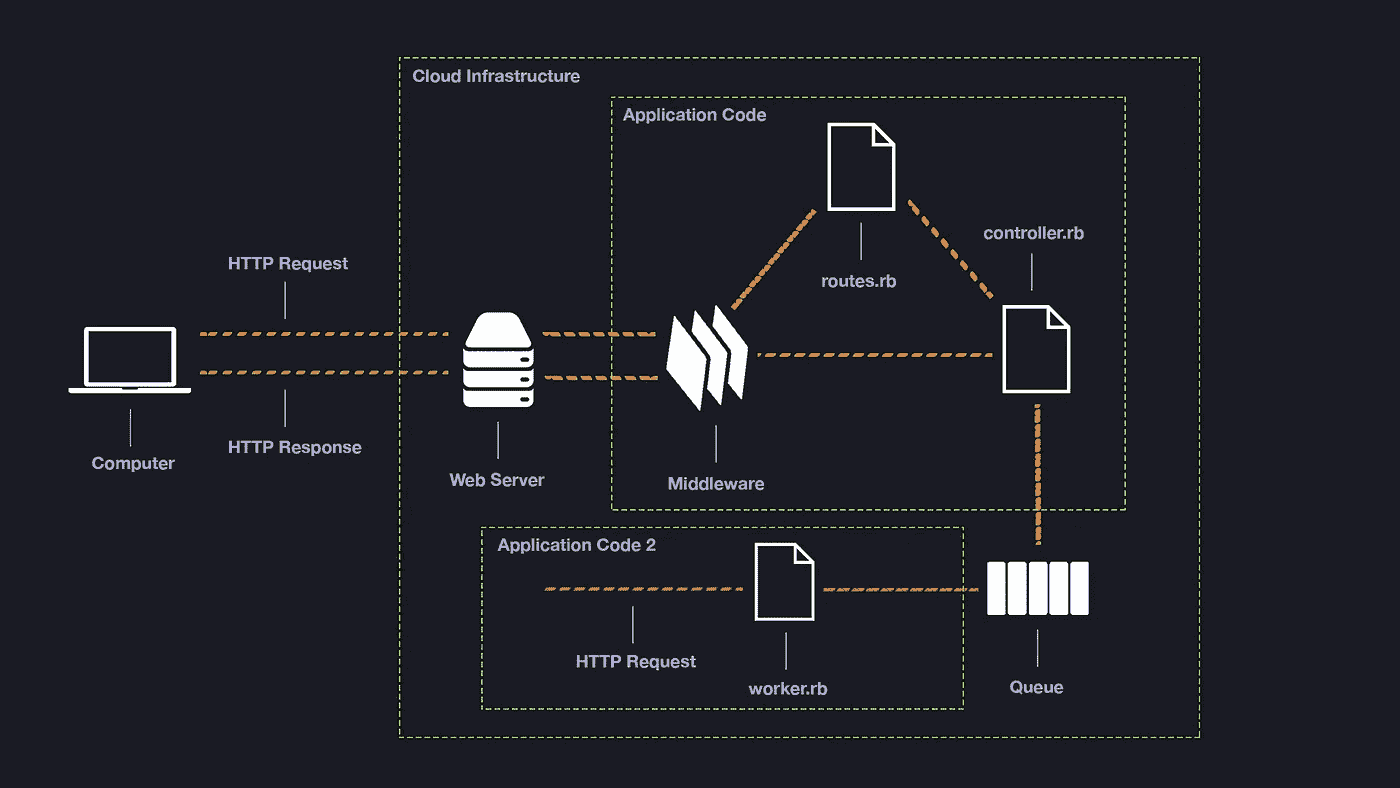 Cloud Infrastructure
Application Code
controller.rb
HTTP Request
routes.rb
HTTP Response
Computer
Web Server
Middleware
Application Code 2
HTTP Request
worker.rb
Queue